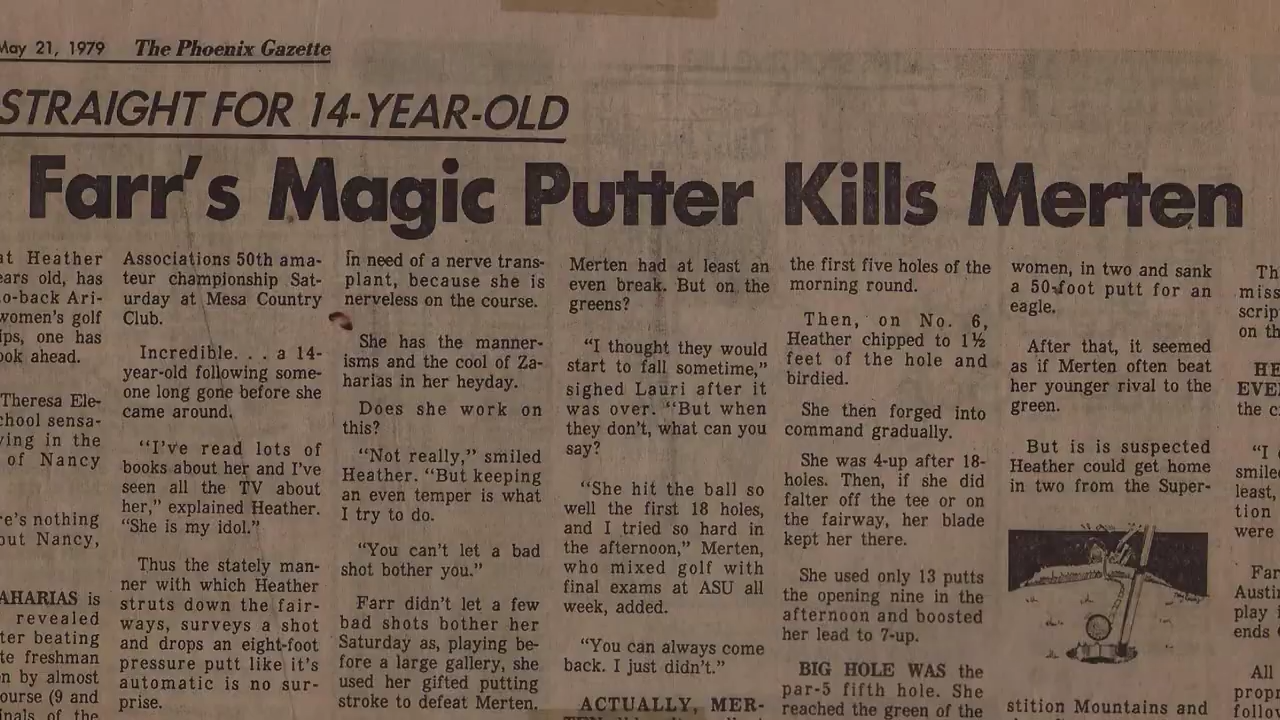 May 21, 1979 The Phoenix Gazette
STRAIGHT FOR 14-YEAR-OLD
Farr's Magic Putter Kills Merten
at Heather
ears old, has
o-back Ari-
women's golf
ips, one has
ook ahead.
Theresa Ele-
chool sensa-
ying in the
of Nancy
re's nothing
out Nancy,
AHARIAS is
revealed
ter beating
te freshman
n by almost
ourse (9 and
nals of the
Associations 50th ama-
teur championship Sat-
urday at Mesa Country
Club.
Incredible. . . a 14-
year-old following some-
one long gone before she
came around.
"I've read lots of
books about her and I've
seen all the TV about
her," explained Heather.
"She is my idol."
Thus the stately man-
ner with which Heather
struts down the fair-
ways, surveys a shot
and drops an eight-foot
pressure putt like it's
automatic is no sur-
prise.
In need of a nerve trans-
plant, because she is
nerveless on the course.
She has the manner-
isms and the cool of Za-
harias in her heyday.
Does she work on
this?
"Not really," smiled
Heather. "But keeping
an even temper is what
I try to do.
"You can't let a bad
shot bother you."
Farr didn't let a few
bad shots bother her
Saturday as, playing be-
fore a large gallery, she
used her gifted putting
stroke to defeat Merten.
Merten had at least an
even break. But on the
greens?
"I thought they would
start to fall sometime,"
sighed Lauri after it
was over. "But when
they don't, what can you
say?
"She hit the ball so
well the first 18 holes,
and I tried so hard in
the afternoon," Merten,
who mixed golf with
final exams at ASU all
week, added.
"You can always come
back. I just didn't."
ACTUALLY, MER-
the first five holes of the
morning round.
Then, on No. 6,
Heather chipped to 1½
feet of the hole and
birdied.
She then forged into
command gradually.
She was 4-up after 18-
holes. Then, if she did
falter off the tee or on
the fairway, her blade
kept her there.
She used only 13 putts
the opening nine in the
afternoon and boosted
her lead to 7-up.
BIG HOLE WAS the
par-5 fifth hole. She
reached the green of the
women, in two and sank
a 50-foot putt for an
eagle.
After that, it seemed
as if Merten often beat
her younger rival to the
green.
But is is suspected
Heather could get home
in two from the Super-
stition Mountains and
Th
miss
scrip
on th
HE
EVE
the c
"I
smile
least,
tion
were
Far
Austi
play i
ends
All
propr
follov